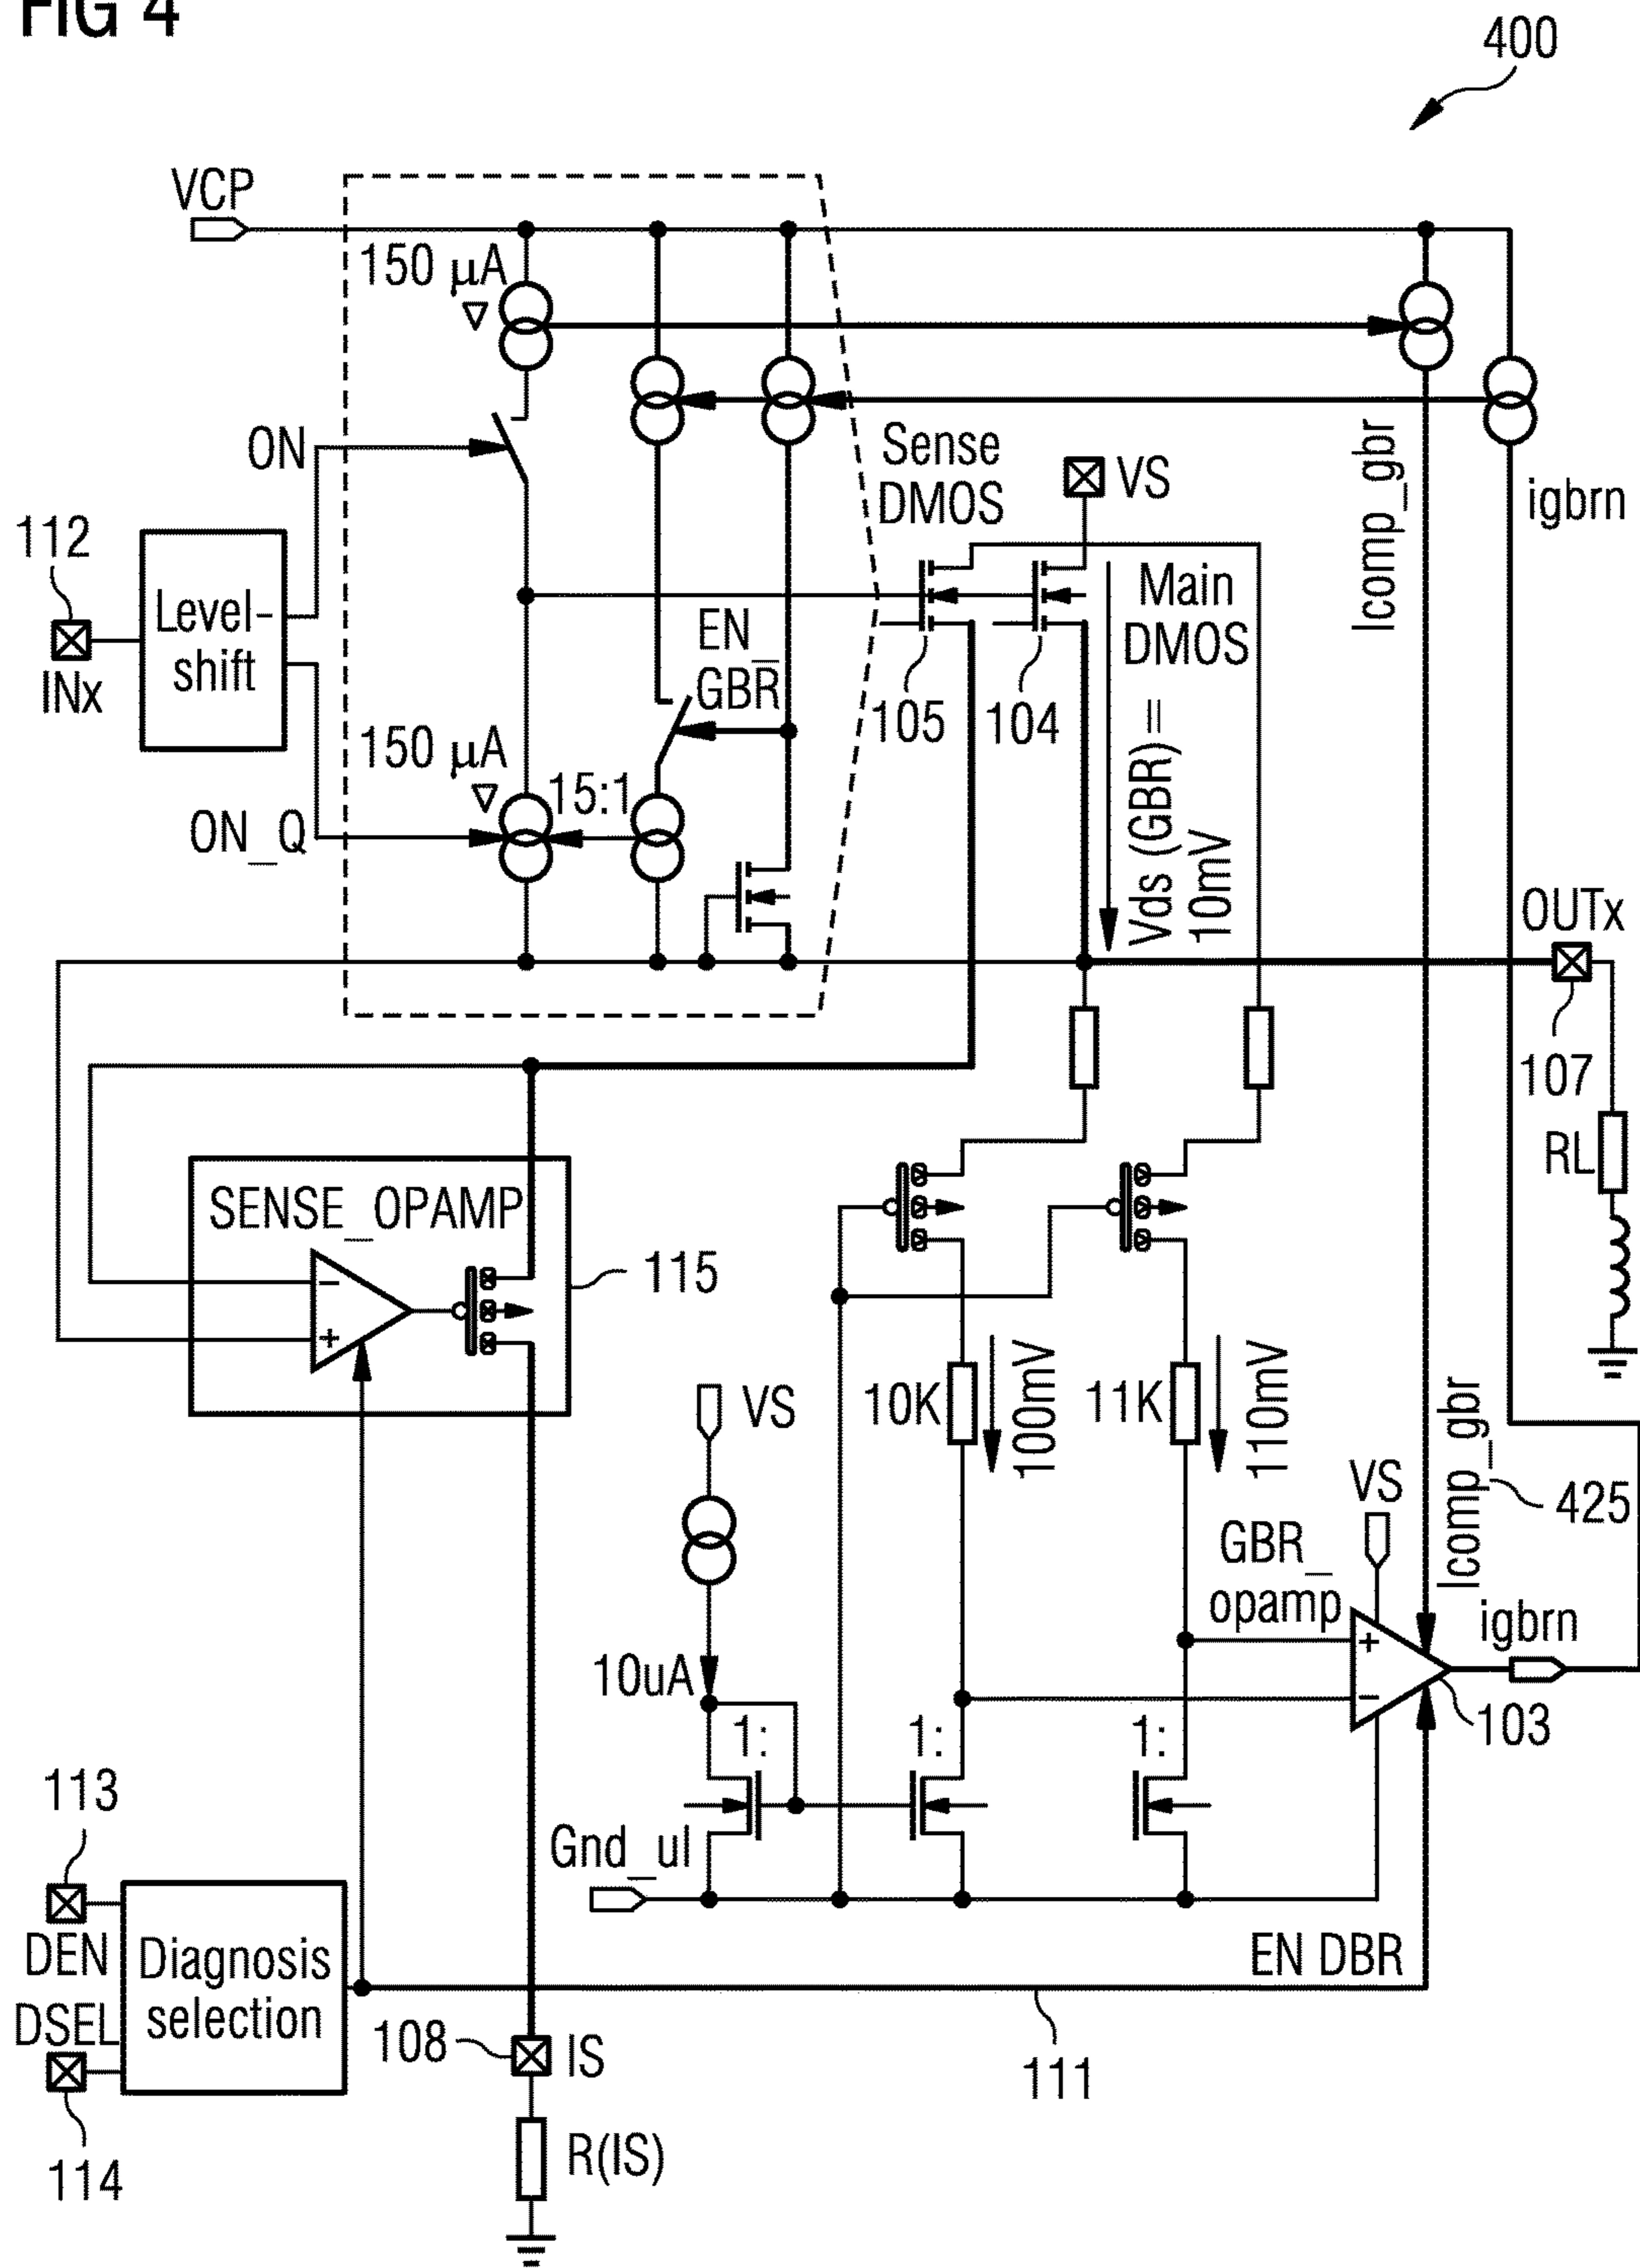 FIG 4
400
VCP
150 µA
ON
Sense
DMOS
VS
Icomp_gbr
igbrn
112
Level-
shift
INx
EN_
GBR
Main
DMOS
105
104
150 µA
15:1
ON_Q
Vds (GBR) =
10mV
OUTx
107
RL
SENSE_OPAMP
115
−
+
10K
100mV
11K
110mV
VS
Icomp_gbr
425
VS
GBR_
opamp
igbrn
+
−
103
10uA
1:
1:
1:
Gnd_ul
113
DEN
Diagnosis
selection
DSEL
114
EN DBR
111
108
IS
R(IS)